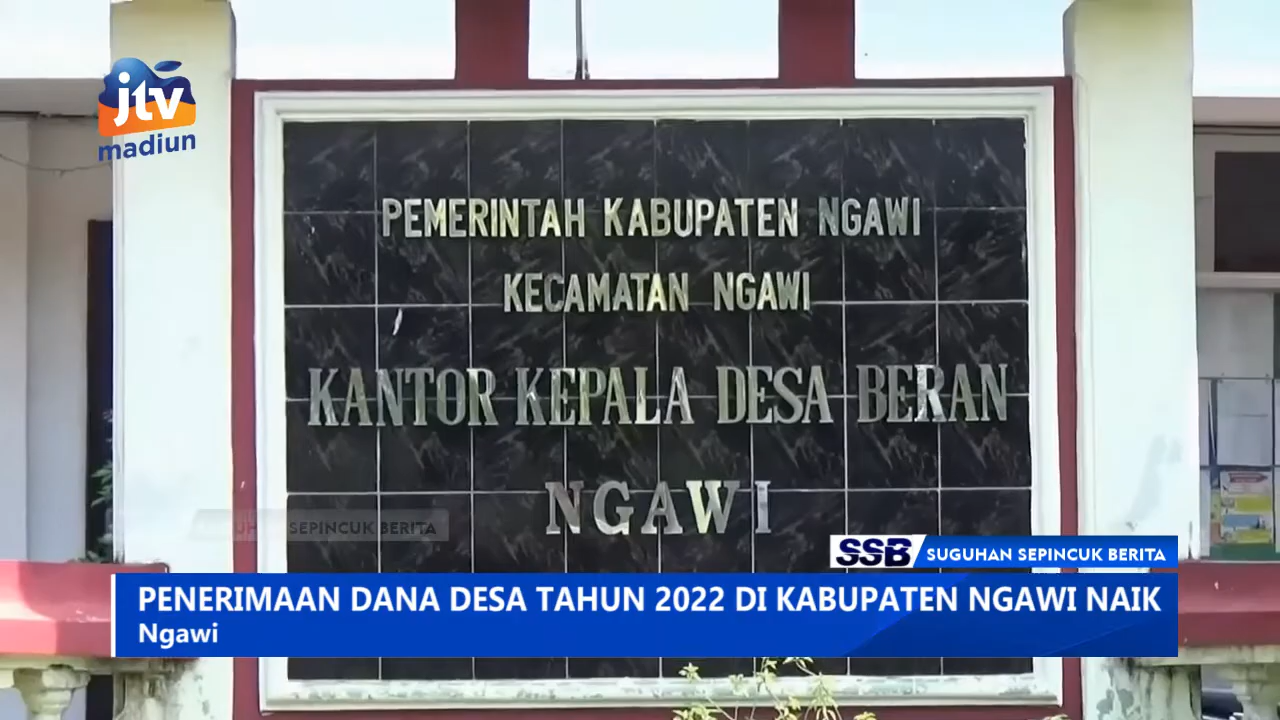 jtv
madiun
PEMERINTAH KABUPATEN NGAWI
KECAMATAN NGAWI
KANTOR KEPALA DESA BERAN
NGAWI
SEPINCUK BERITA
SSB SUGUHAN SEPINCUK BERITA
PENERIMAAN DANA DESA TAHUN 2022 DI KABUPATEN NGAWI NAIK
Ngawi